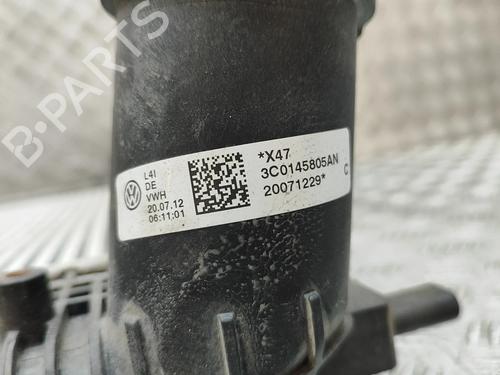 B-PARTS
L4I
DE
VWH
20.07.12
06:11:01
*X47
3C0145805AN
20071229*
C